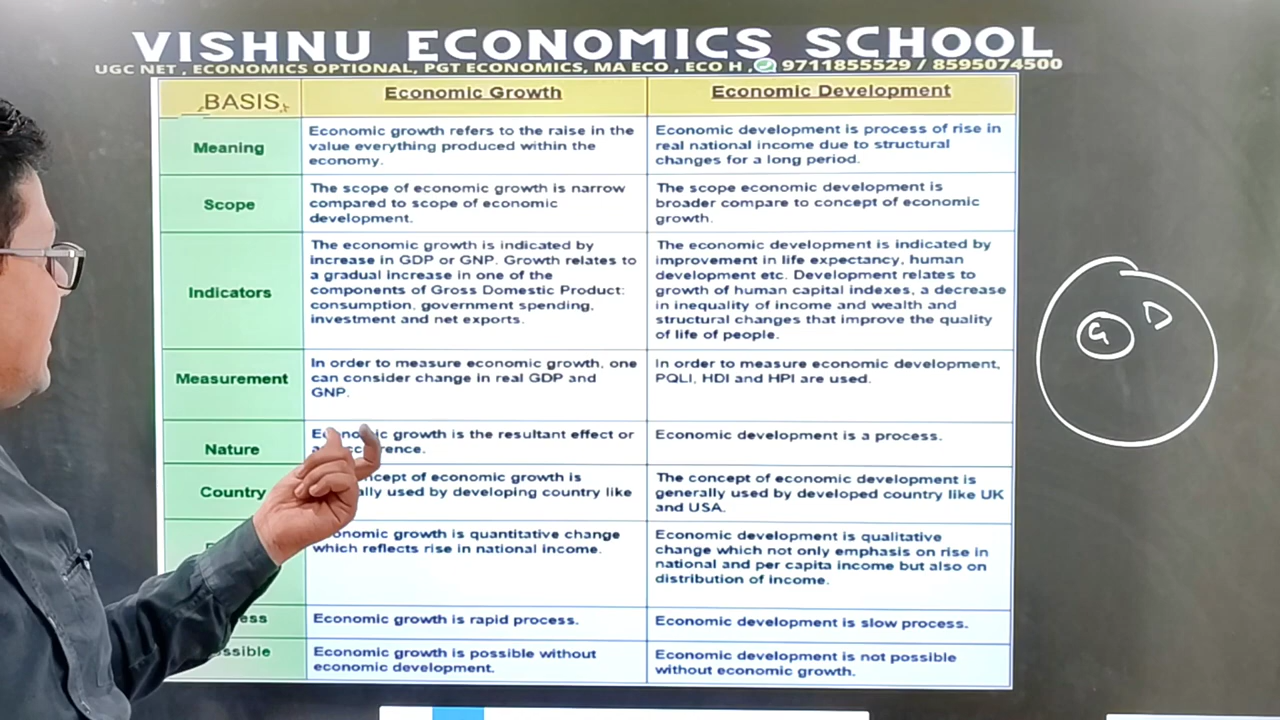 VISHNU ECONOMICS SCHOOL
UGC NET , ECONOMICS OPTIONAL, PGT ECONOMICS, MA ECO , ECO H , 9711855529 / 8595074500
BASIS
Economic Growth
Economic Development
Meaning
Economic growth refers to the raise in the
value everything produced within the
economy.
Economic development is process of rise in
real national income due to structural
changes for a long period.
Scope
The scope of economic growth is narrow
compared to scope of economic
development.
The scope economic development is
broader compare to concept of economic
growth.
Indicators
The economic growth is indicated by
increase in GDP or GNP. Growth relates to
a gradual increase in one of the
components of Gross Domestic Product:
consumption, government spending,
investment and net exports.
The economic development is indicated by
improvement in life expectancy, human
development etc. Development relates to
growth of human capital indexes, a decrease
in inequality of income and wealth and
structural changes that improve the quality
of life of people.
Measurement
In order to measure economic growth, one
can consider change in real GDP and
GNP.
In order to measure economic development,
PQLI, HDI and HPI are used.
Nature
Economic growth is the resultant effect or
Economic development is a process.
Country
of economic growth is
used by developing country like
The concept of economic development is
generally used by developed country like UK
and USA.
growth is quantitative change
which reflects rise in national income.
Economic development is qualitative
change which not only emphasis on rise in
national and per capita income but also on
distribution of income.
Economic growth is rapid process.
Economic development is slow process.
Economic growth is possible without
economic development.
Economic development is not possible
without economic growth.
G
D